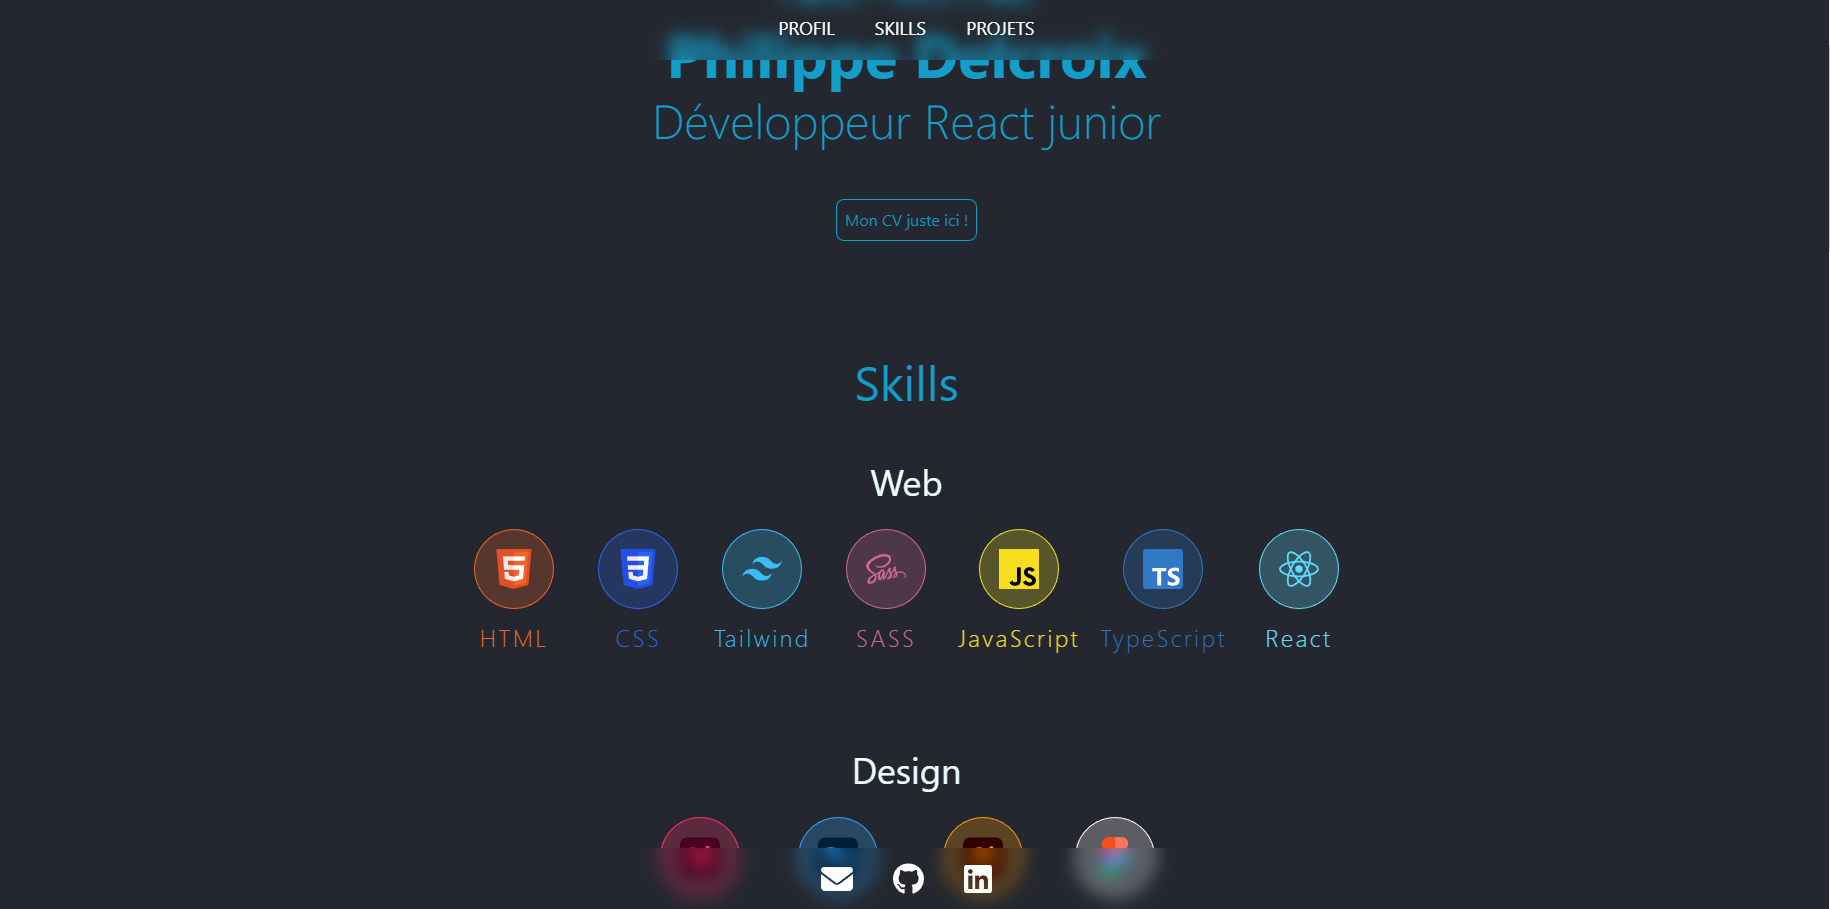 PROFIL SKILLS PROJETS
Philippe Delcroix
Développeur React junior
Mon CV juste ici !
Skills
Web
5 3 Sass JS TS
HTML CSS Tailwind SASS JavaScript TypeScript React
Design
in